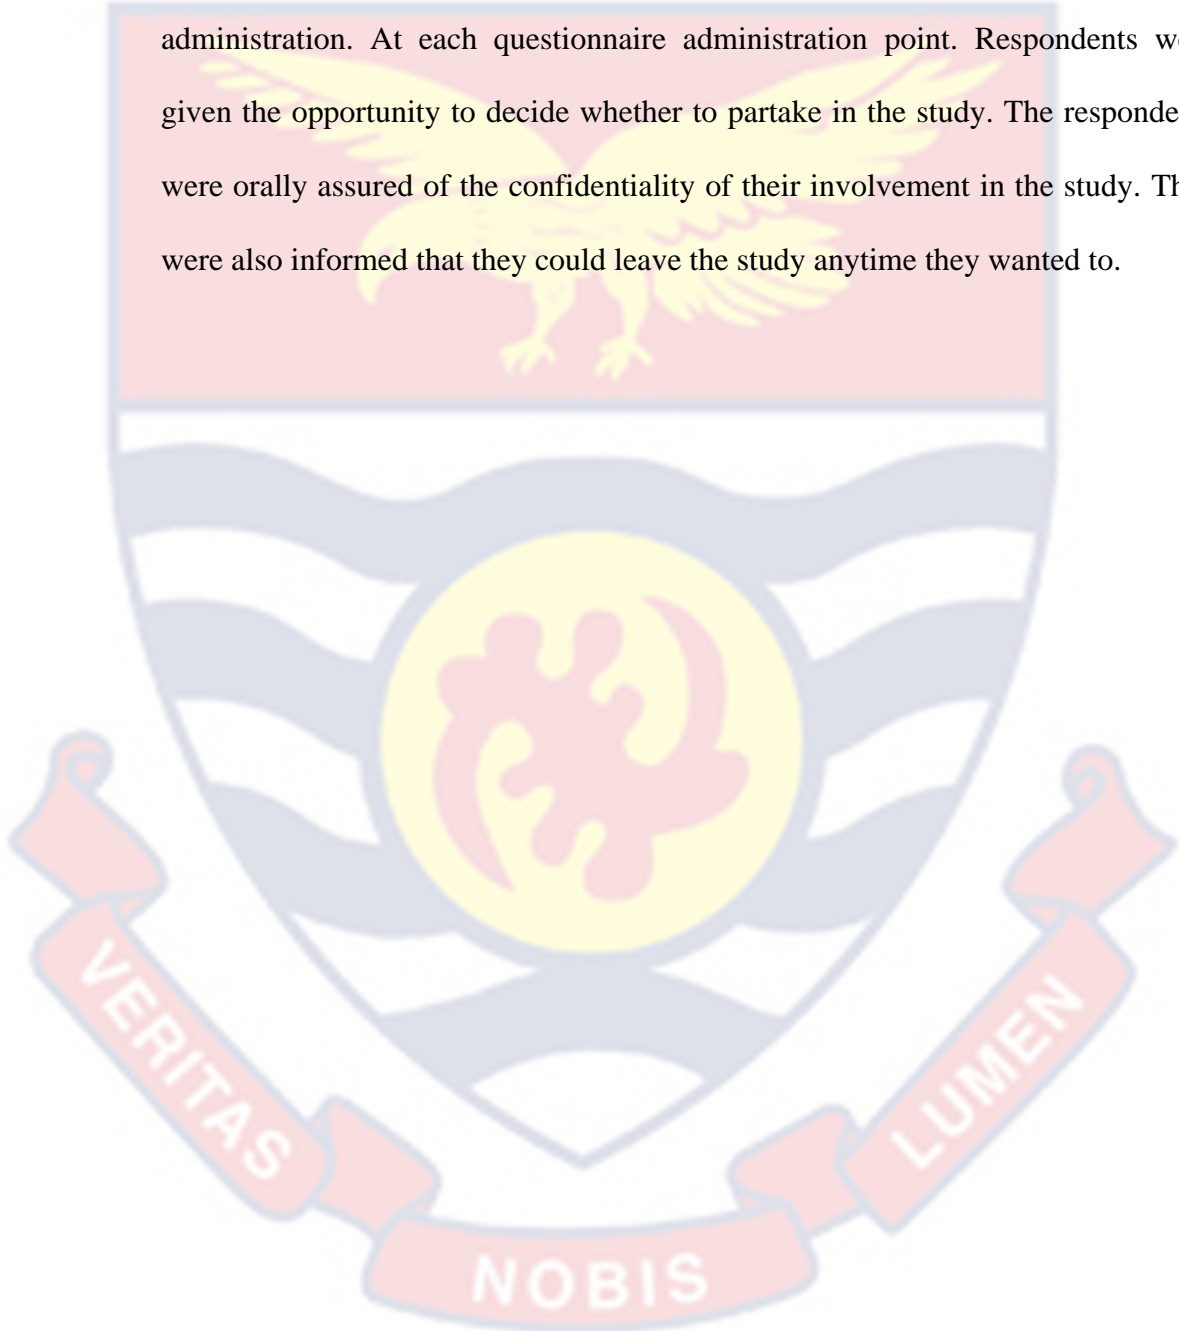 administration. At each questionnaire administration point. Respondents we
given the opportunity to decide whether to partake in the study. The responde
were orally assured of the confidentiality of their involvement in the study. Th
were also informed that they could leave the study anytime they wanted to.
VERITAS
NOBIS
LUMEN